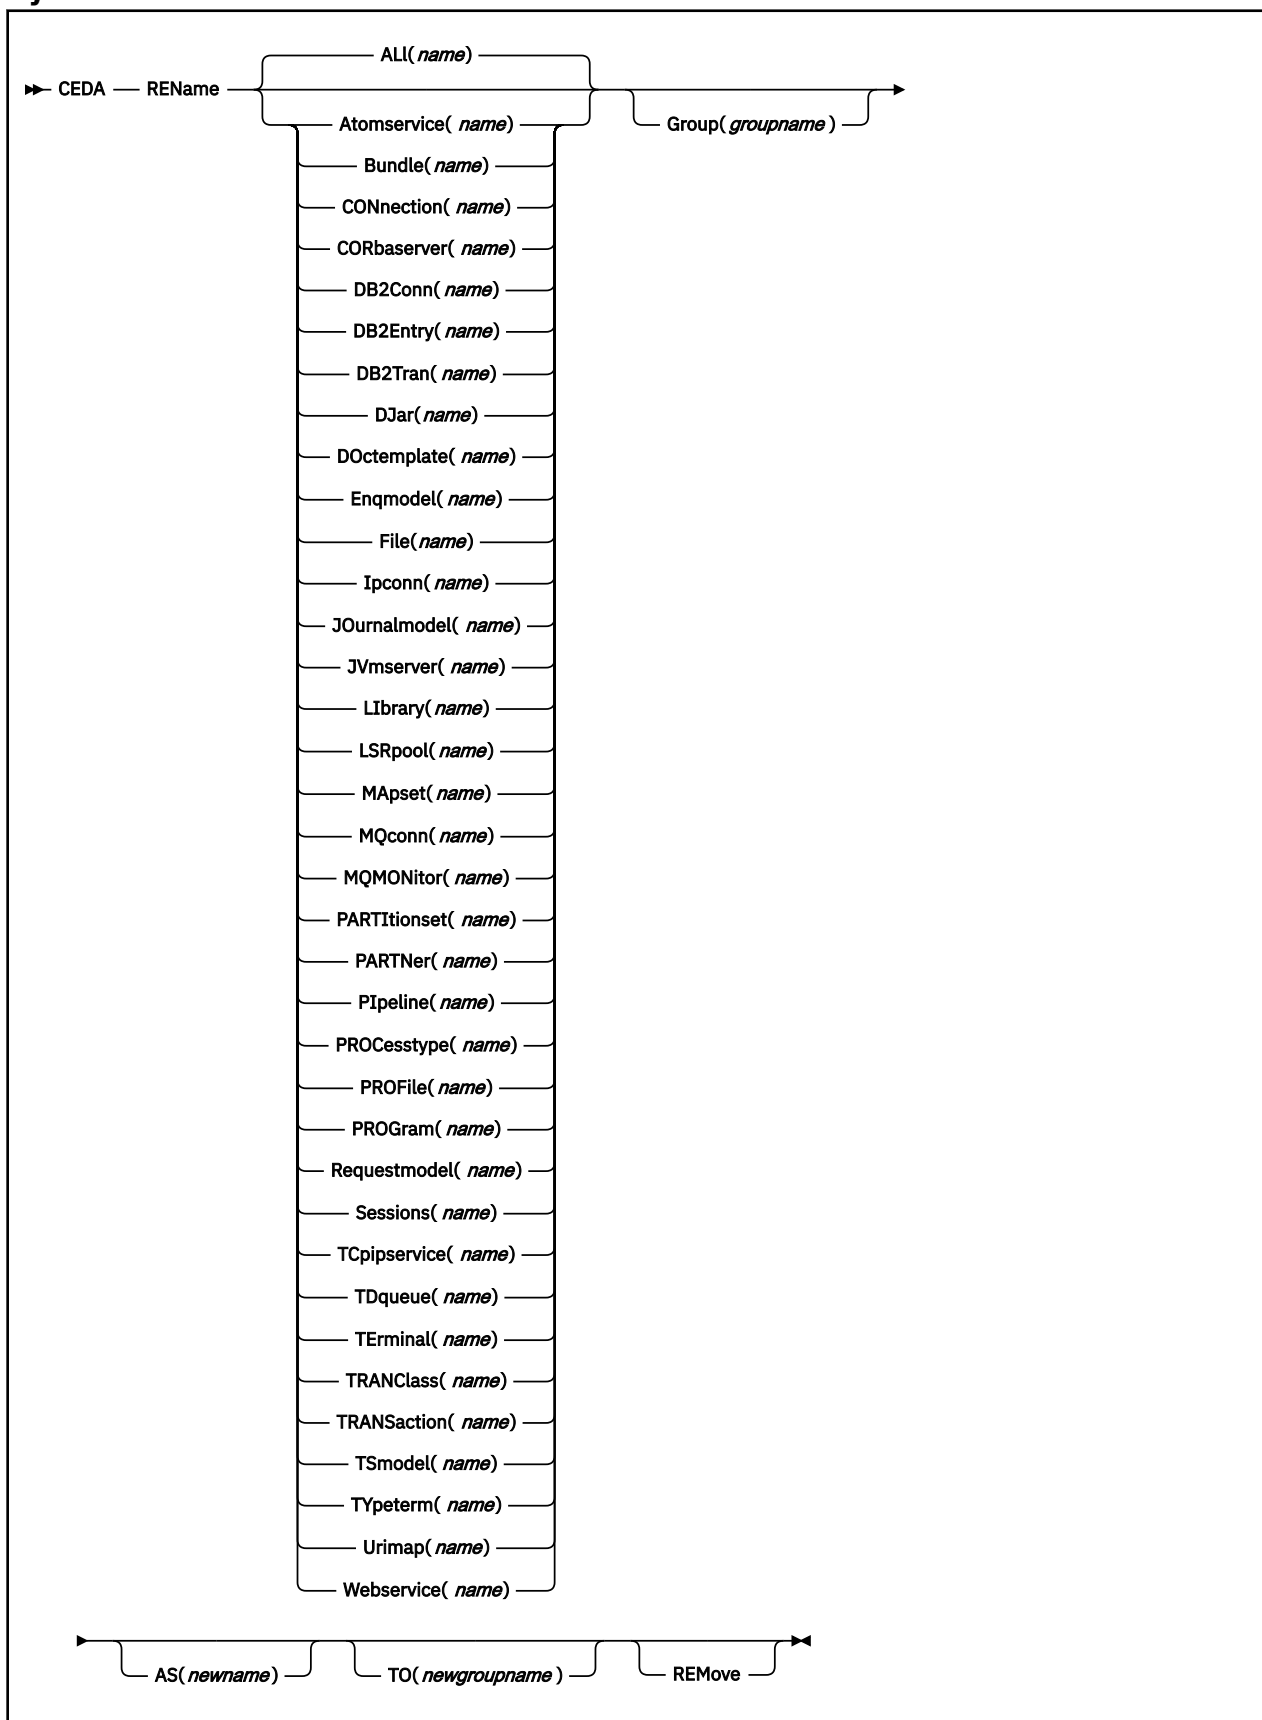 ALl(name)
CEDA REName
Atomservice( name) Group(groupname )
Bundle(name)
CONnection( name)
CORbaserver( name)
DB2Conn(name)
DB2Entry(name)
DB2Tran(name)
DJar(name)
DOctemplate( name)
Enqmodel(name)
File(name)
Ipconn(name)
JOurnalmodel( name)
JVmserver( name)
LIbrary(name)
LSRpool(name)
MApset(name)
MQconn(name)
MQMONitor( name)
PARTItionset( name)
PARTNer(name)
PIpeline(name)
PROCesstype( name)
PROFile(name)
PROGram(name)
Requestmodel( name)
Sessions(name)
TCpipservice( name)
TDqueue(name)
TErminal(name)
TRANClass( name)
TRANSaction( name)
TSmodel(name)
TYpeterm( name)
Urimap(name)
Webservice( name)
AS(newname) TO(newgroupname ) REMove